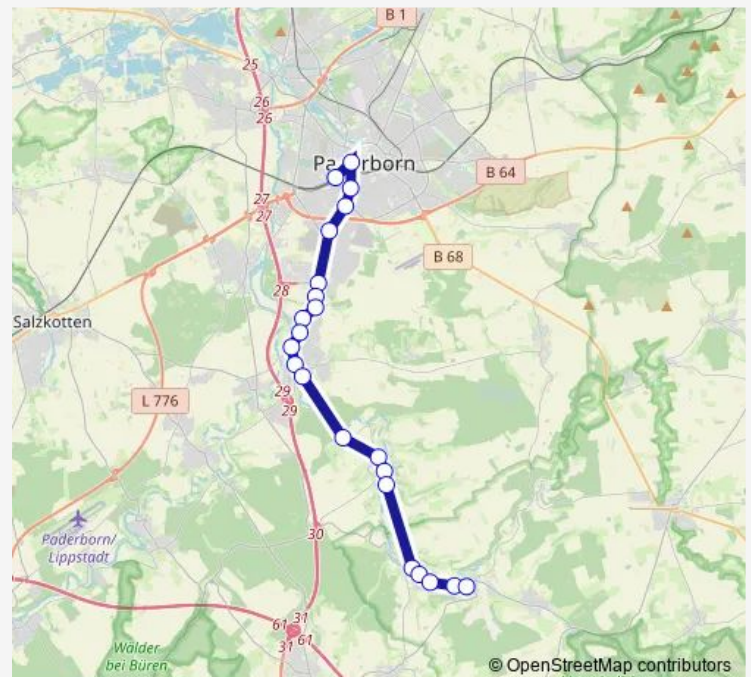 B 1
25
26
26
Paderborn
B 64
27
27
B 68
28
Salzkotten
29
29
L 776
Paderborn/
Lippstadt
30
31
61
61
31
Wälder
bei Büren
© OpenStreetMap contributors